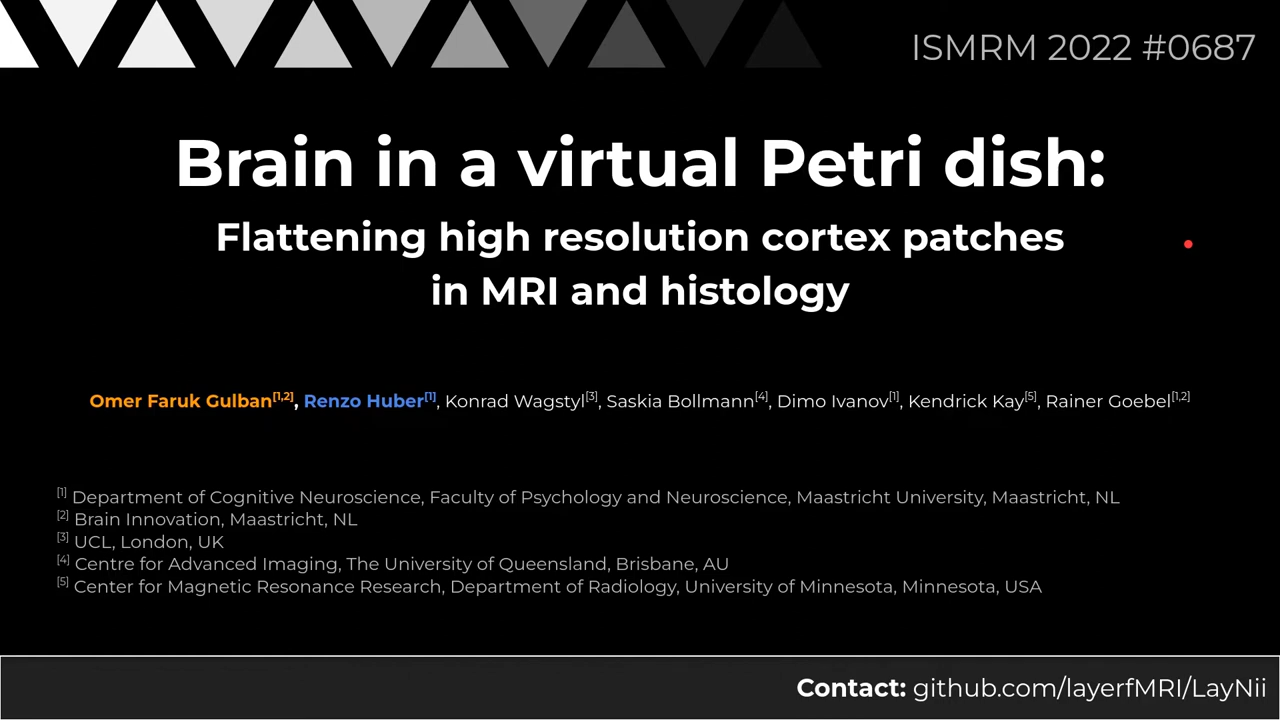 ISMRM 2022 #0687
Brain in a virtual Petri dish:
Flattening high resolution cortex patches
in MRI and histology
Omer Faruk Gulban[1,2], Renzo Huber[1], Konrad Wagstyl[3], Saskia Bollmann[4], Dimo Ivanov[1], Kendrick Kay[5], Rainer Goebel[1,2]
[1] Department of Cognitive Neuroscience, Faculty of Psychology and Neuroscience, Maastricht University, Maastricht, NL
[2] Brain Innovation, Maastricht, NL
[3] UCL, London, UK
[4] Centre for Advanced Imaging, The University of Queensland, Brisbane, AU
[5] Center for Magnetic Resonance Research, Department of Radiology, University of Minnesota, Minnesota, USA
Contact: github.com/layerfMRI/LayNii